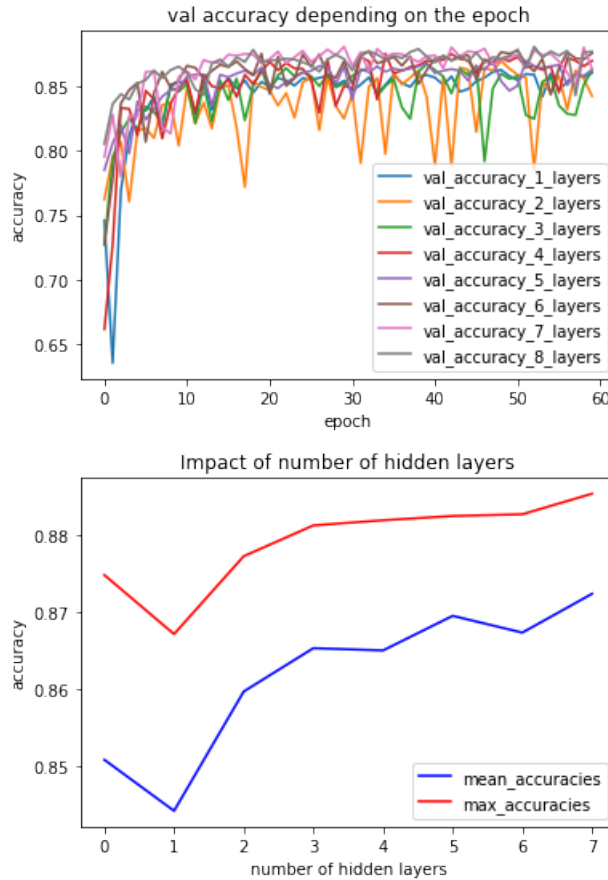 val accuracy depending on the epoch
accuracy
0.85
0.80
0.75
0.70
0.65
val_accuracy_1_layers
val_accuracy_2_layers
val_accuracy_3_layers
val_accuracy_4_layers
val_accuracy_5_layers
val_accuracy_6_layers
val_accuracy_7_layers
val_accuracy_8_layers
0 10 20 30 40 50 60
epoch
Impact of number of hidden layers
accuracy
0.88
0.87
0.86
0.85
mean_accuracies
max_accuracies
0 1 2 3 4 5 6 7
number of hidden layers